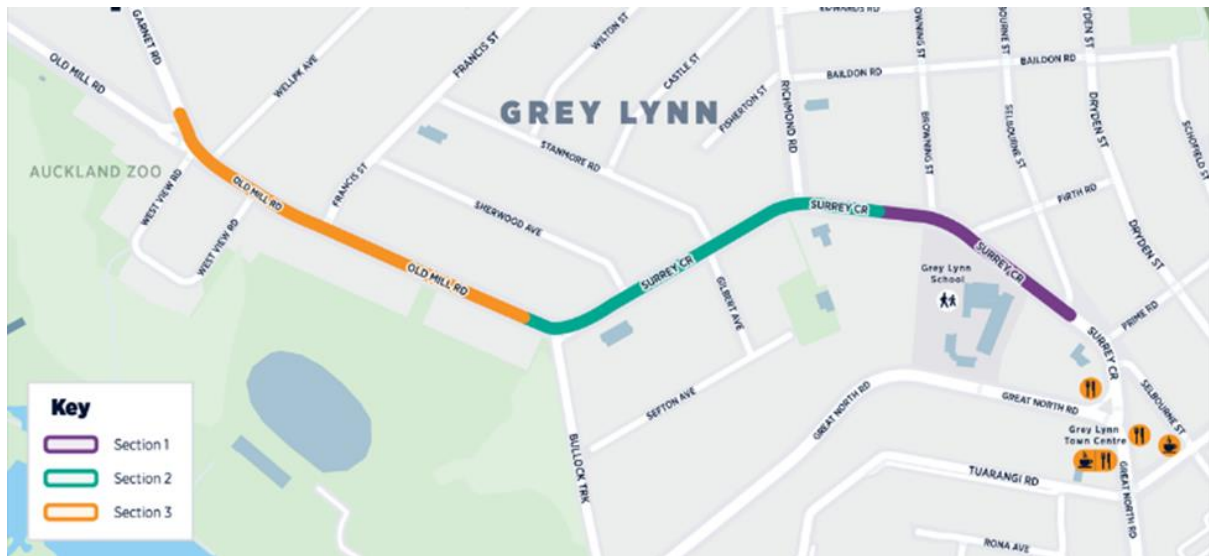 GARNET RD
OLD MILL RD
WELLPK AVE
FRANCIS ST
WILTON ST
CASTLE ST
FISHERTON ST
RICHMOND RD
BAILDON RD
BAILDON RD
DRYDEN ST
GREY LYNN
BROWNING ST
SELBOURNE ST
DRYDEN ST
SCHOFIELD ST
AUCKLAND ZOO
WEST VIEW RD
WEST VIEW RD
OLD MILL RD
FRANCIS ST
STANMORE RD
SHERWOOD AVE
SURREY CR
FIRTH RD
DRYDEN ST
OLD MILL RD
SURREY CR
GILBERT AVE
Grey Lynn
School
SURREY CR
PRIME RD
SURREY CR
SELBOURNE ST
SEFTON AVE
GREAT NORTH RD
GREAT NORTH RD
Grey Lynn
Town Centre
GREAT NORTH RD
BULLOCK TRK
TUARANGI RD
RONA AVE
Key
Section 1
Section 2
Section 3